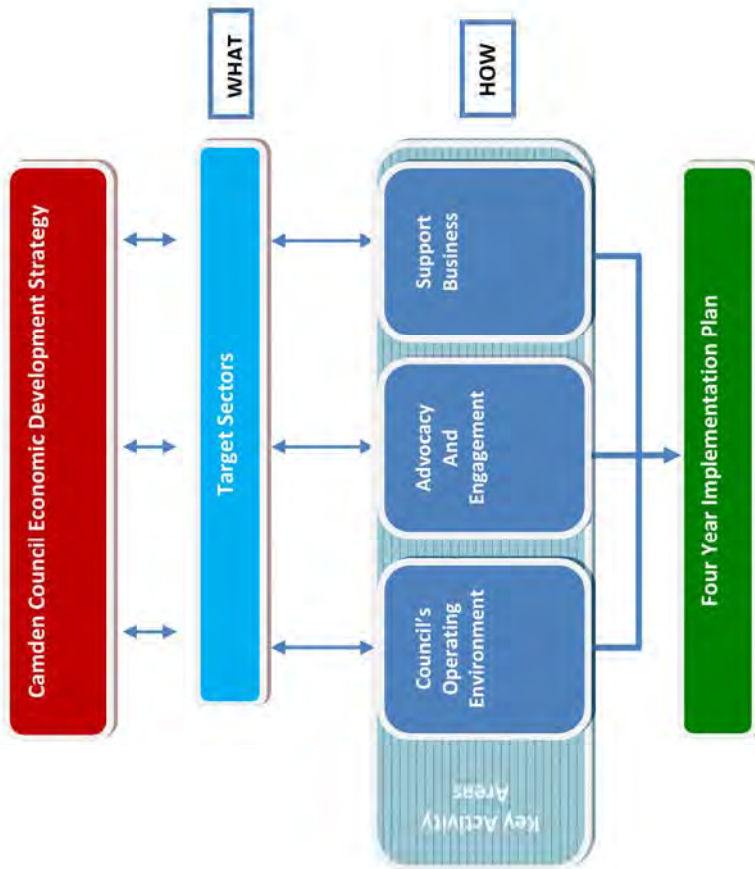 Camden Council Economic Development Strategy
WHAT
Target Sectors
HOW
Key Activity
Areas
Council's
Operating
Environment
Advocacy
And
Engagement
Support
Business
Four Year Implementation Plan